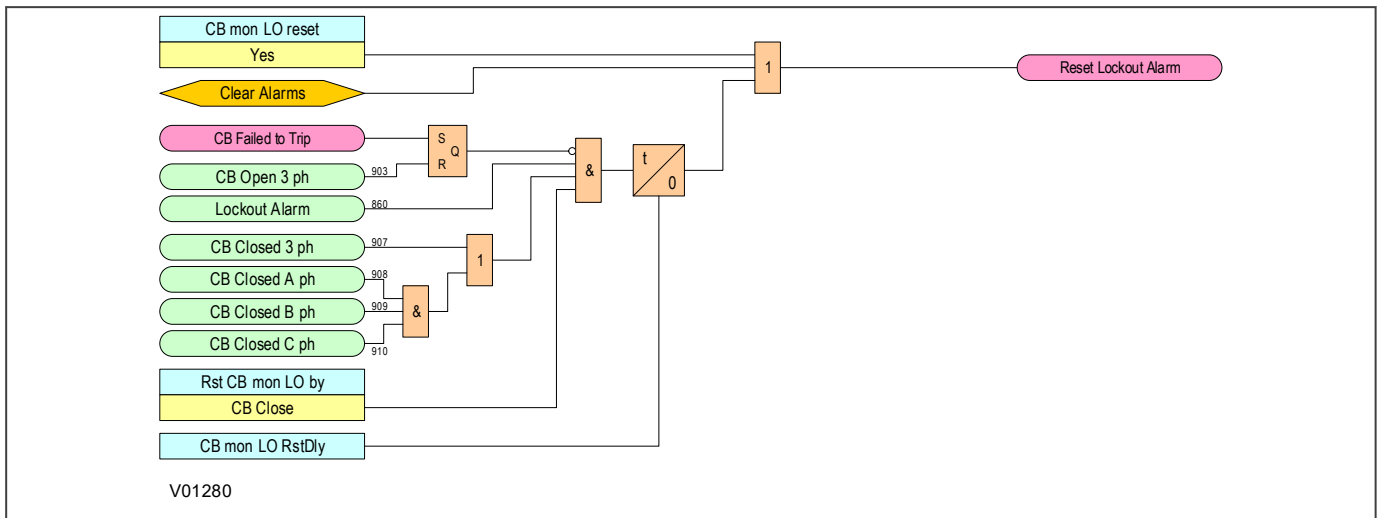 CB mon LO reset
Yes
1
Reset Lockout Alarm
Clear Alarms
CB Failed to Trip
S
Q
R
CB Open 3 ph
903
&
t
0
Lockout Alarm
860
CB Closed 3 ph
907
1
CB Closed A ph
908
CB Closed B ph
909
&
CB Closed C ph
910
Rst CB mon LO by
CB Close
CB mon LO RstDly
V01280